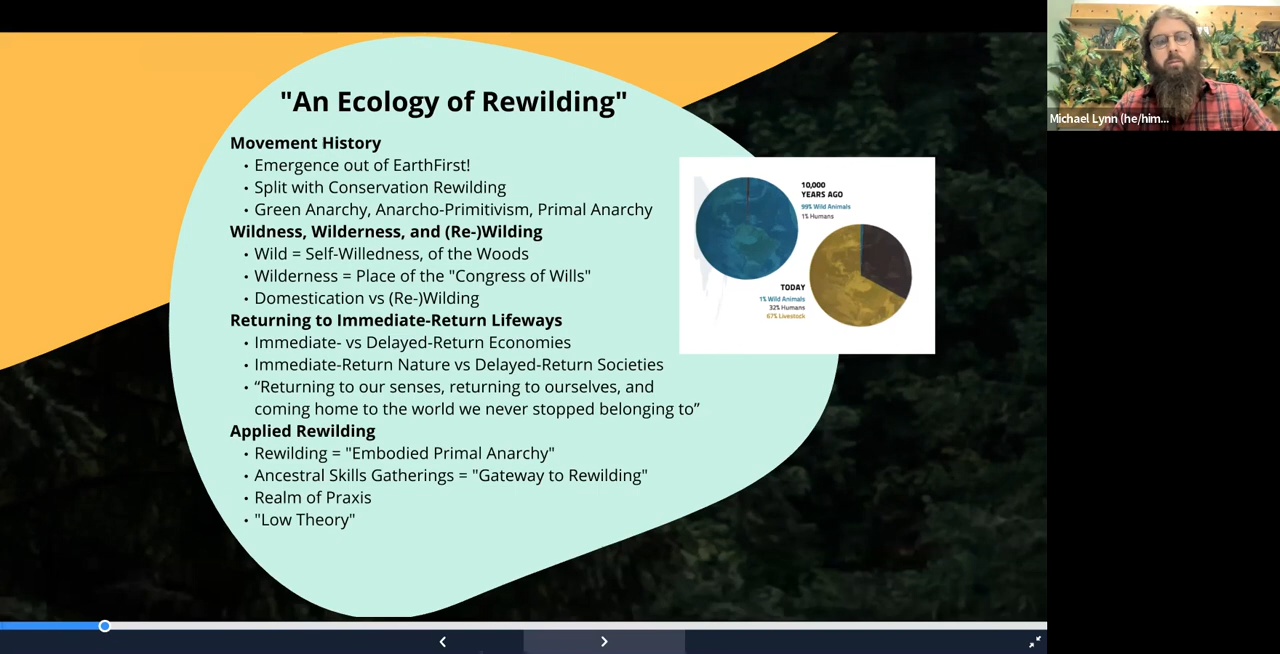 "An Ecology of Rewilding"
Movement History
• Emergence out of EarthFirst!
• Split with Conservation Rewilding
• Green Anarchy, Anarcho-Primitivism, Primal Anarchy
Wildness, Wilderness, and (Re-)Wilding
• Wild = Self-Willedness, of the Woods
• Wilderness = Place of the "Congress of Wills"
• Domestication vs (Re-)Wilding
Returning to Immediate-Return Lifeways
• Immediate- vs Delayed-Return Economies
• Immediate-Return Nature vs Delayed-Return Societies
• “Returning to our senses, returning to ourselves, and
coming home to the world we never stopped belonging to”
Applied Rewilding
• Rewilding = "Embodied Primal Anarchy"
• Ancestral Skills Gatherings = "Gateway to Rewilding"
• Realm of Praxis
• "Low Theory"
10,000
YEARS AGO
99% Wild Animals
1% Humans
TODAY
1% Wild Animals
32% Humans
67% Livestock
Michael Lynn (he/him...